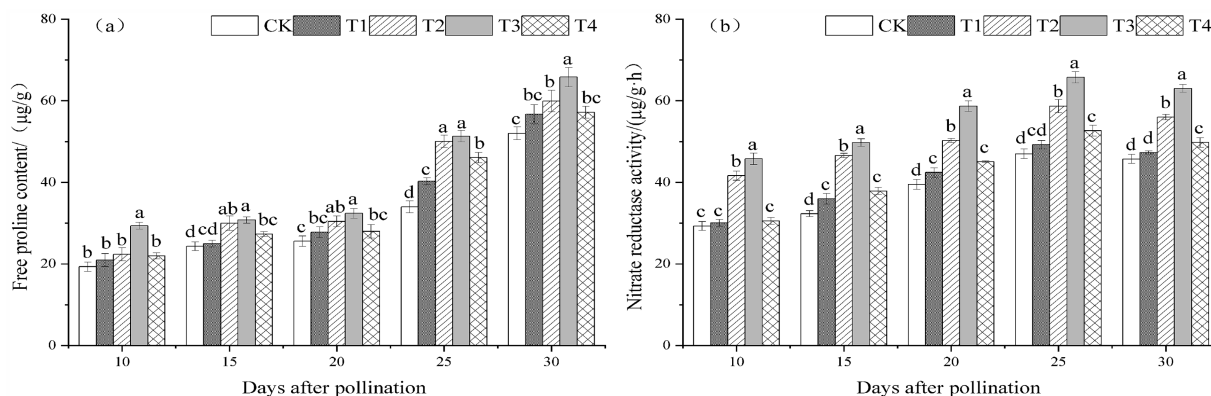 （a） CK T1 T2 T3 T4
Free proline content/（μg/g）
80
60
40
20
0
b b b a b
d cd ab a bc
c bc ab a bc
d c a a b
c bc b a bc
10 15 20 25 30
Days after pollination
（b） CK T1 T2 T3 T4
Nitrate reductase activity/(μg/g·h)
80
60
40
20
0
c c b a c
d c b a c
d c b a c
d cd b a c
d d b a c
10 15 20 25 30
Days after pollination